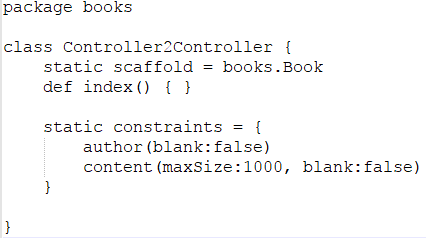 package books
class Controller2Controller {
    static scaffold = books.Book
    def index() { }
    static constraints = {
        author(blank:false)
        content(maxSize:1000, blank:false)
    }
}